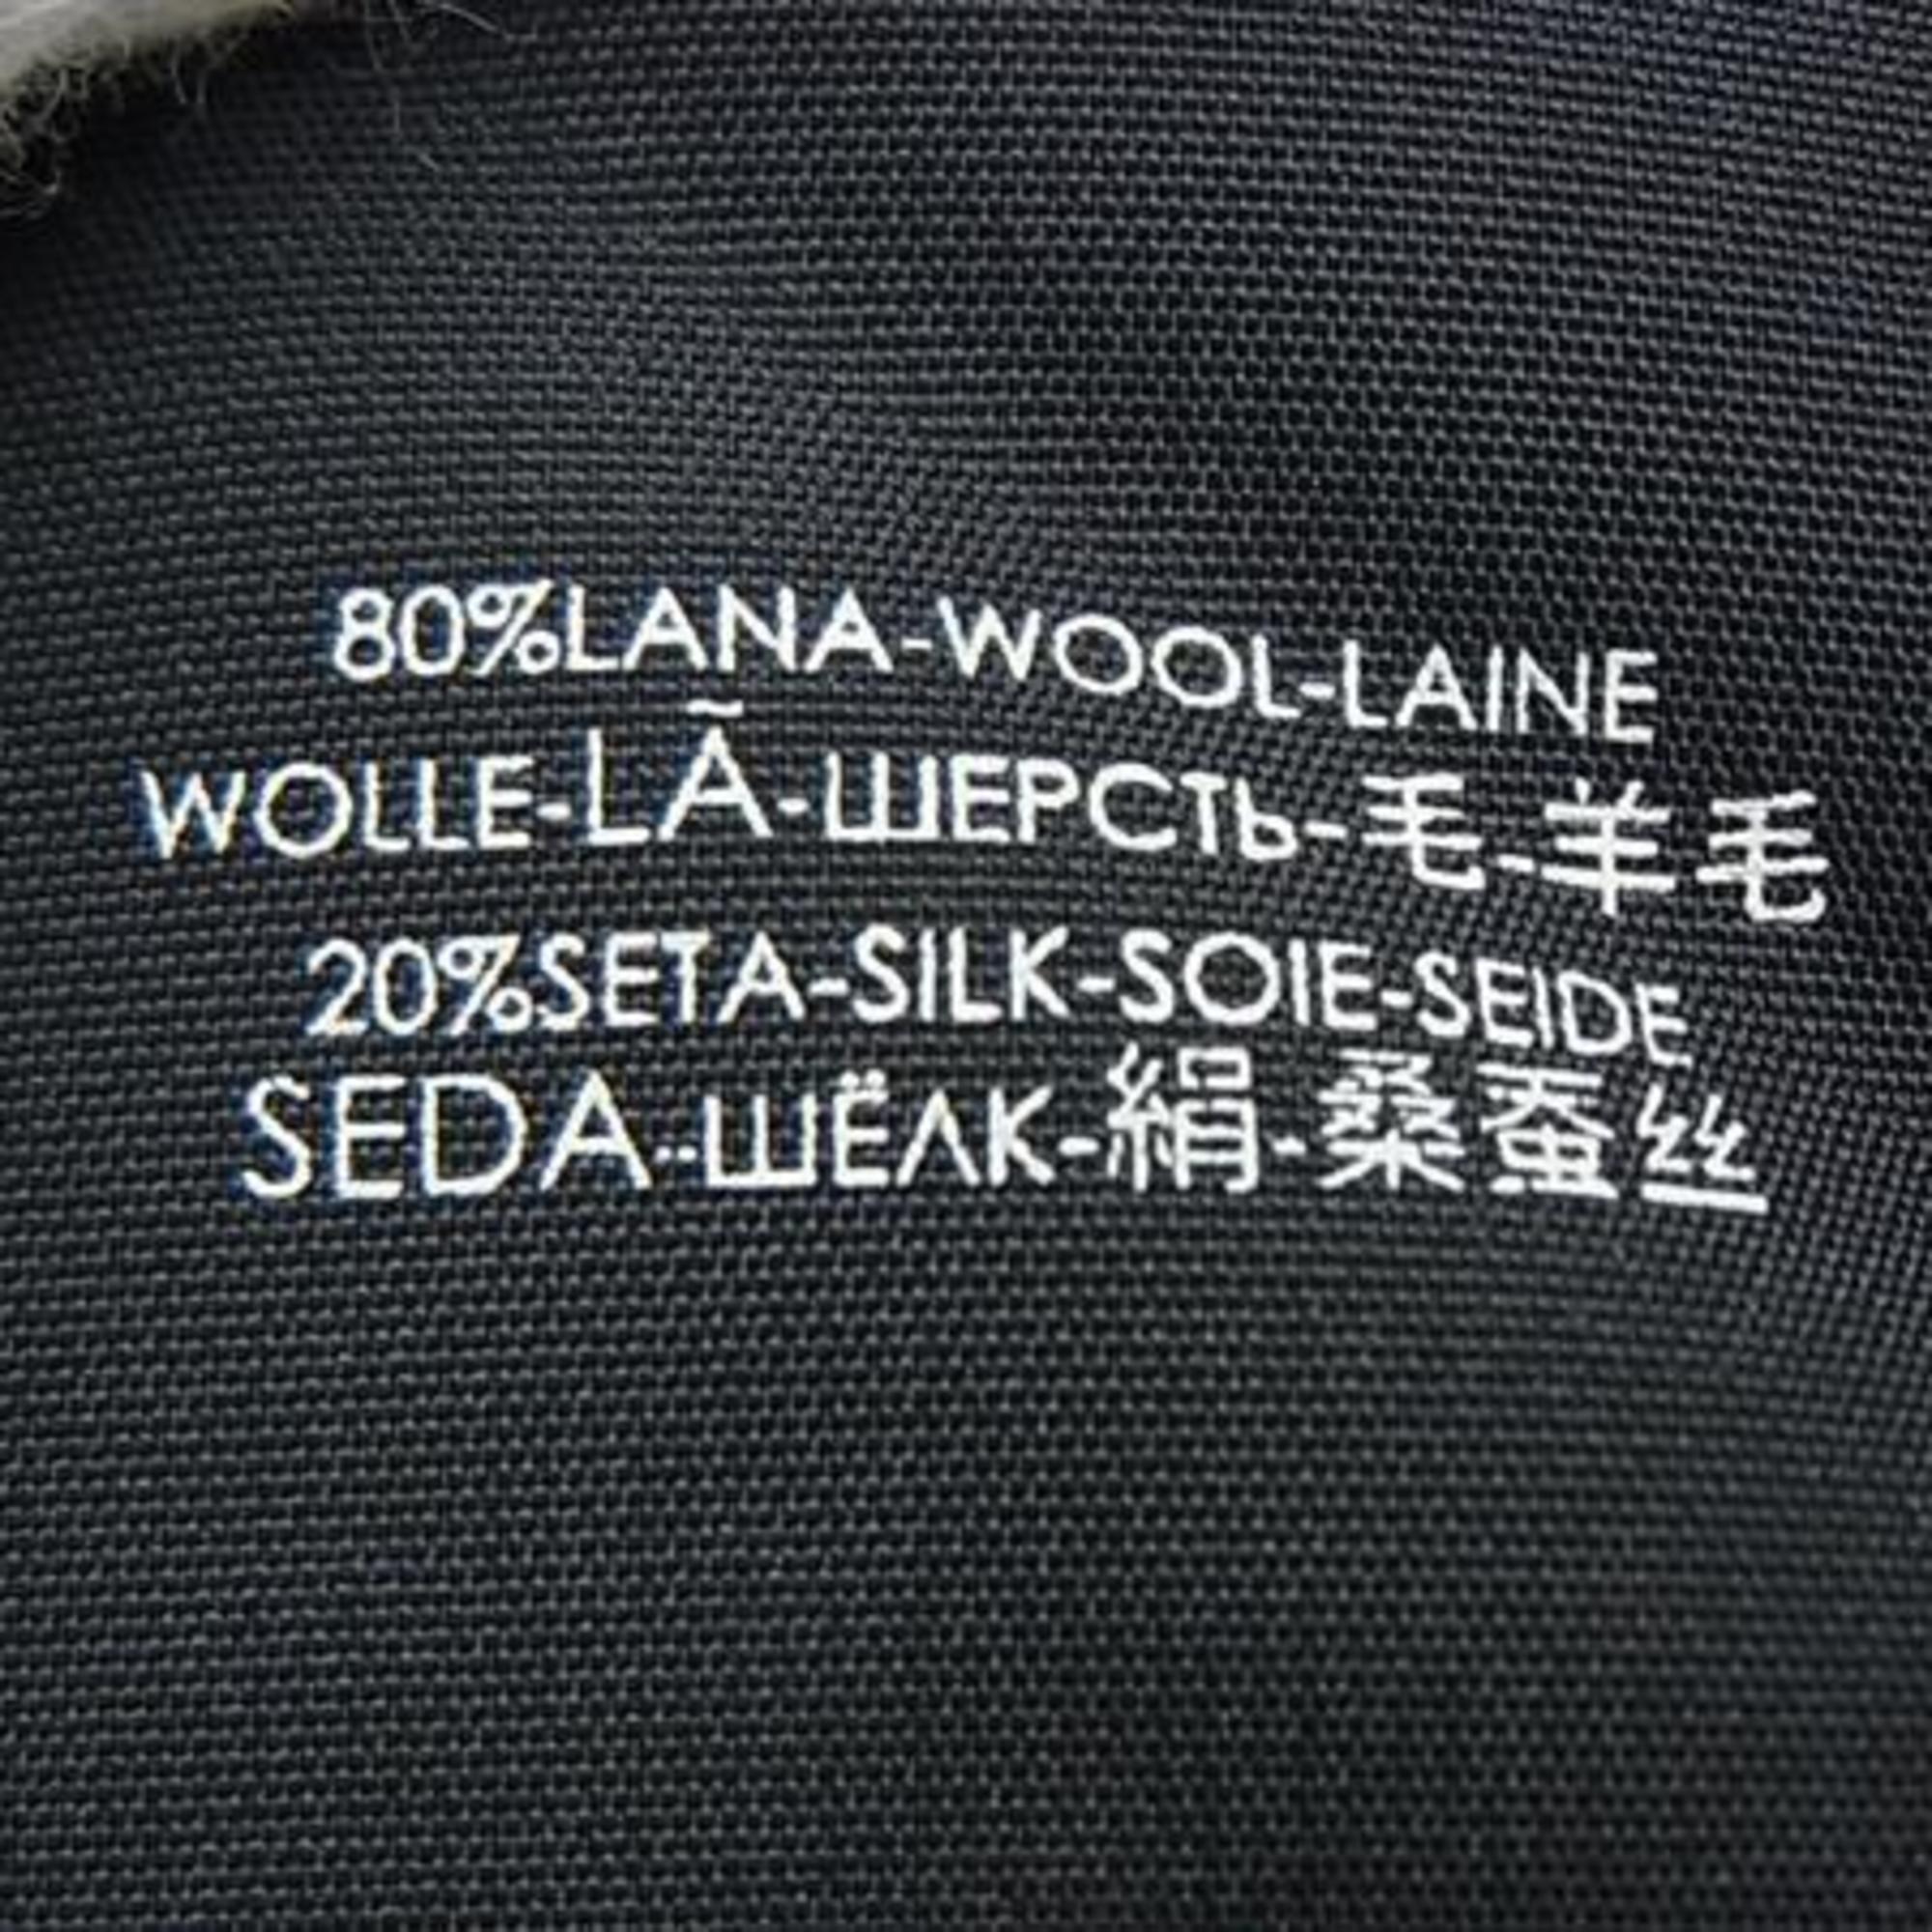 80%LANA-WOOL-LAINE
WOLLE-LÃ-ШЕРСТЬ-毛-羊毛
20%SETA-SILK-SOIE-SEIDE
SEDA--ШЁЛК-絹-桑蚕丝